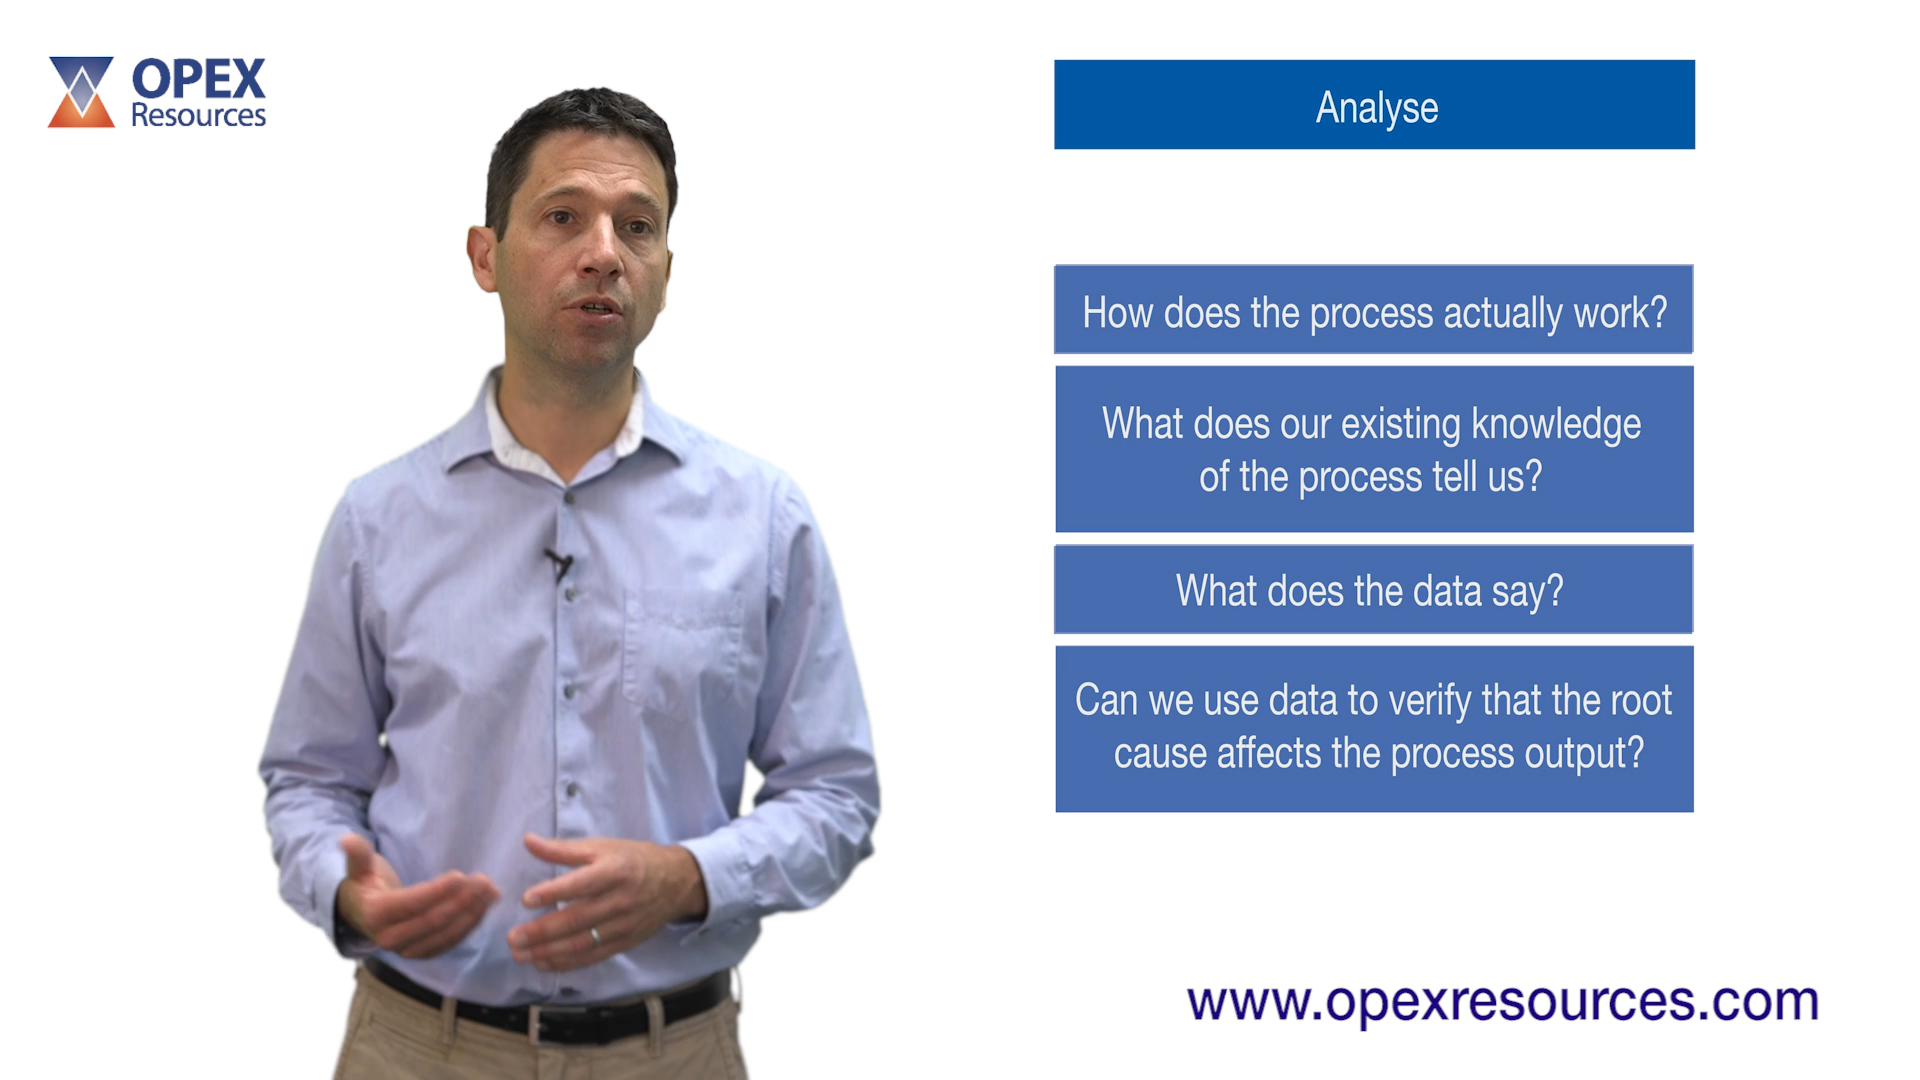 OPEX
Resources
Analyse
How does the process actually work?
What does our existing knowledge
of the process tell us?
What does the data say?
Can we use data to verify that the root
cause affects the process output?
www.opexresources.com